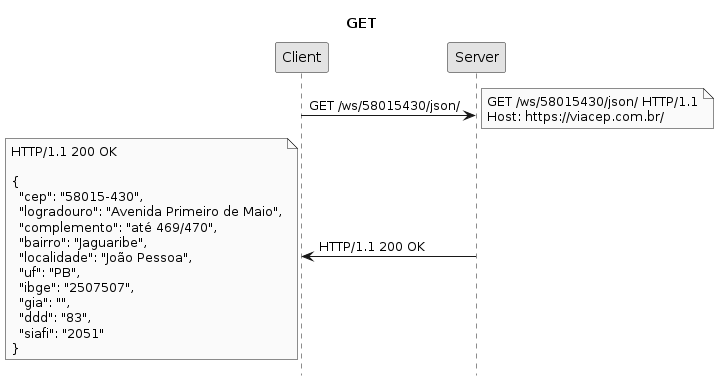 GET
Client
Server
GET /ws/58015430/json/
GET /ws/58015430/json/ HTTP/1.1
Host: https://viacep.com.br/
HTTP/1.1 200 OK
{
"cep": "58015-430",
"logradouro": "Avenida Primeiro de Maio",
"complemento": "até 469/470",
"bairro": "Jaguaribe",
"localidade": "João Pessoa",
"uf": "PB",
"ibge": "2507507",
"gia": "",
"ddd": "83",
"siafi": "2051"
}
HTTP/1.1 200 OK